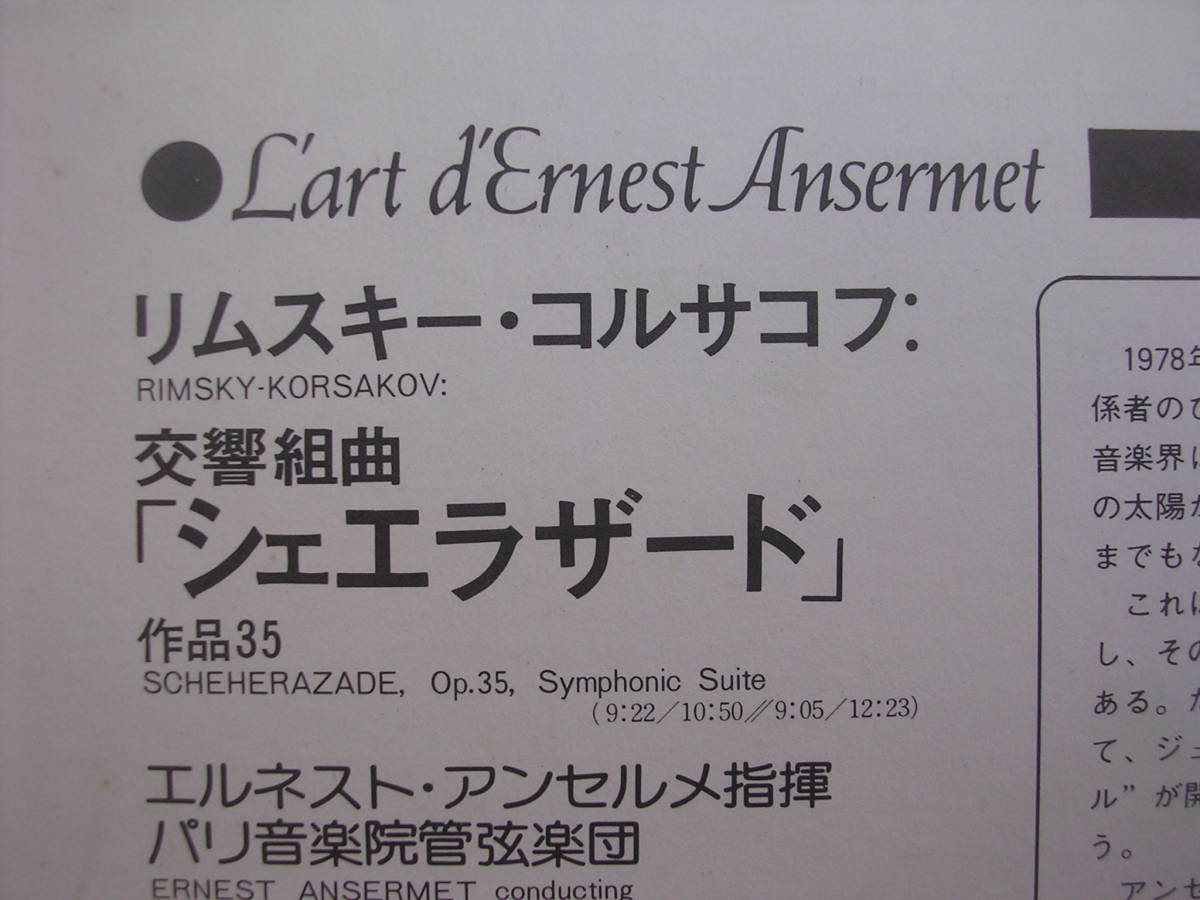 ●L'art d'Ernest Ansermet
リムスキー・コルサコフ:
RIMSKY-KORSAKOV:
交響組曲
「シェエラザード」
作品35
SCHEHERAZADE, Op.35, Symphonic Suite
(9:22／10:50∥9:05／12:23)
エルネスト・アンセルメ指揮
パリ音楽院管弦楽団
ERNEST ANSERMET conducting
1978年
係者の
音楽界
の太陽
までも
これ
し、その
ある。
て、ジ
ル”が
う。
アンセ